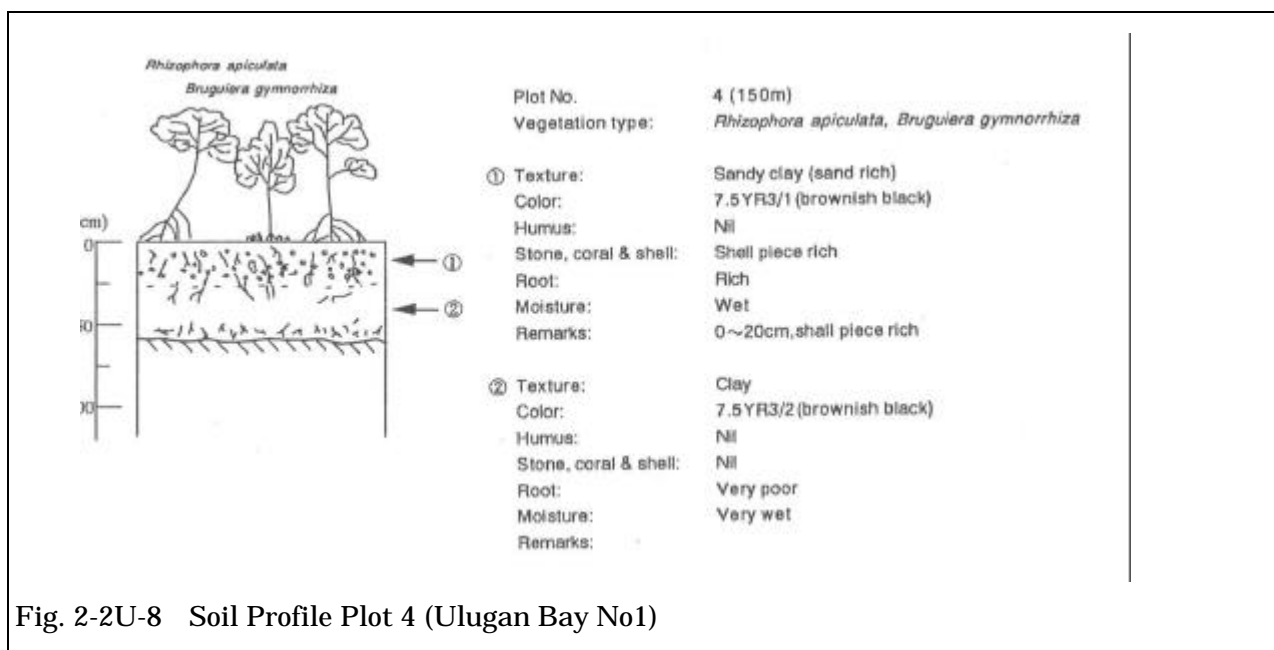 Rhizophora apiculata
Bruguiera gymnorrhiza
cm)
0
50
00
①
②
Plot No. 4 (150m)
Vegetation type: Rhizophora apiculata, Bruguiera gymnorrhiza
① Texture: Sandy clay (sand rich)
Color: 7.5YR3/1 (brownish black)
Humus: Nil
Stone, coral & shell: Shell piece rich
Root: Rich
Moisture: Wet
Remarks: 0~20cm,shall piece rich
② Texture: Clay
Color: 7.5YR3/2 (brownish black)
Humus: Nil
Stone, coral & shell: Nil
Root: Very poor
Moisture: Very wet
Remarks:
Fig. 2-2U-8 Soil Profile Plot 4 (Ulugan Bay No1)